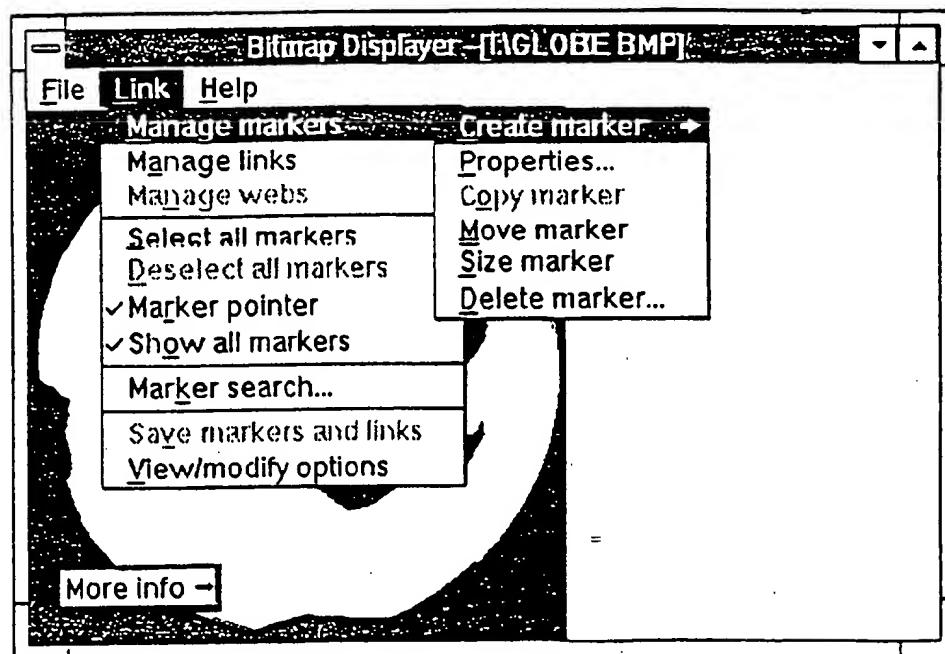 Bitmap Displayer -[T:\GLOBE BMP]
File Link Help
Manage markers
Manage links
Manage webs
Select all markers
Deselect all markers
✓Marker pointer
✓Show all markers
Marker search...
Save markers and links
View/modify options
Create marker →
Properties...
Copy marker
Move marker
Size marker
Delete marker...
More info →